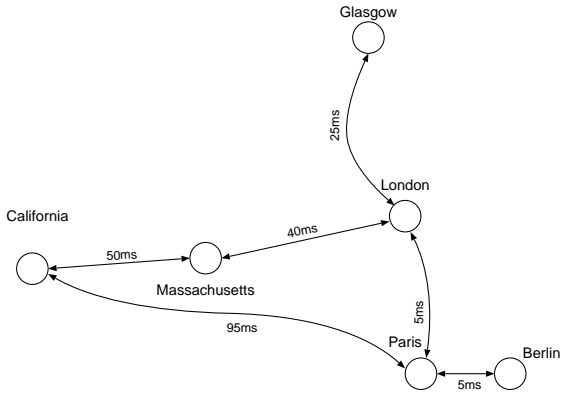 Glasgow
25ms
London
California
40ms
50ms
Massachusetts
5ms
95ms
Paris
Berlin
5ms